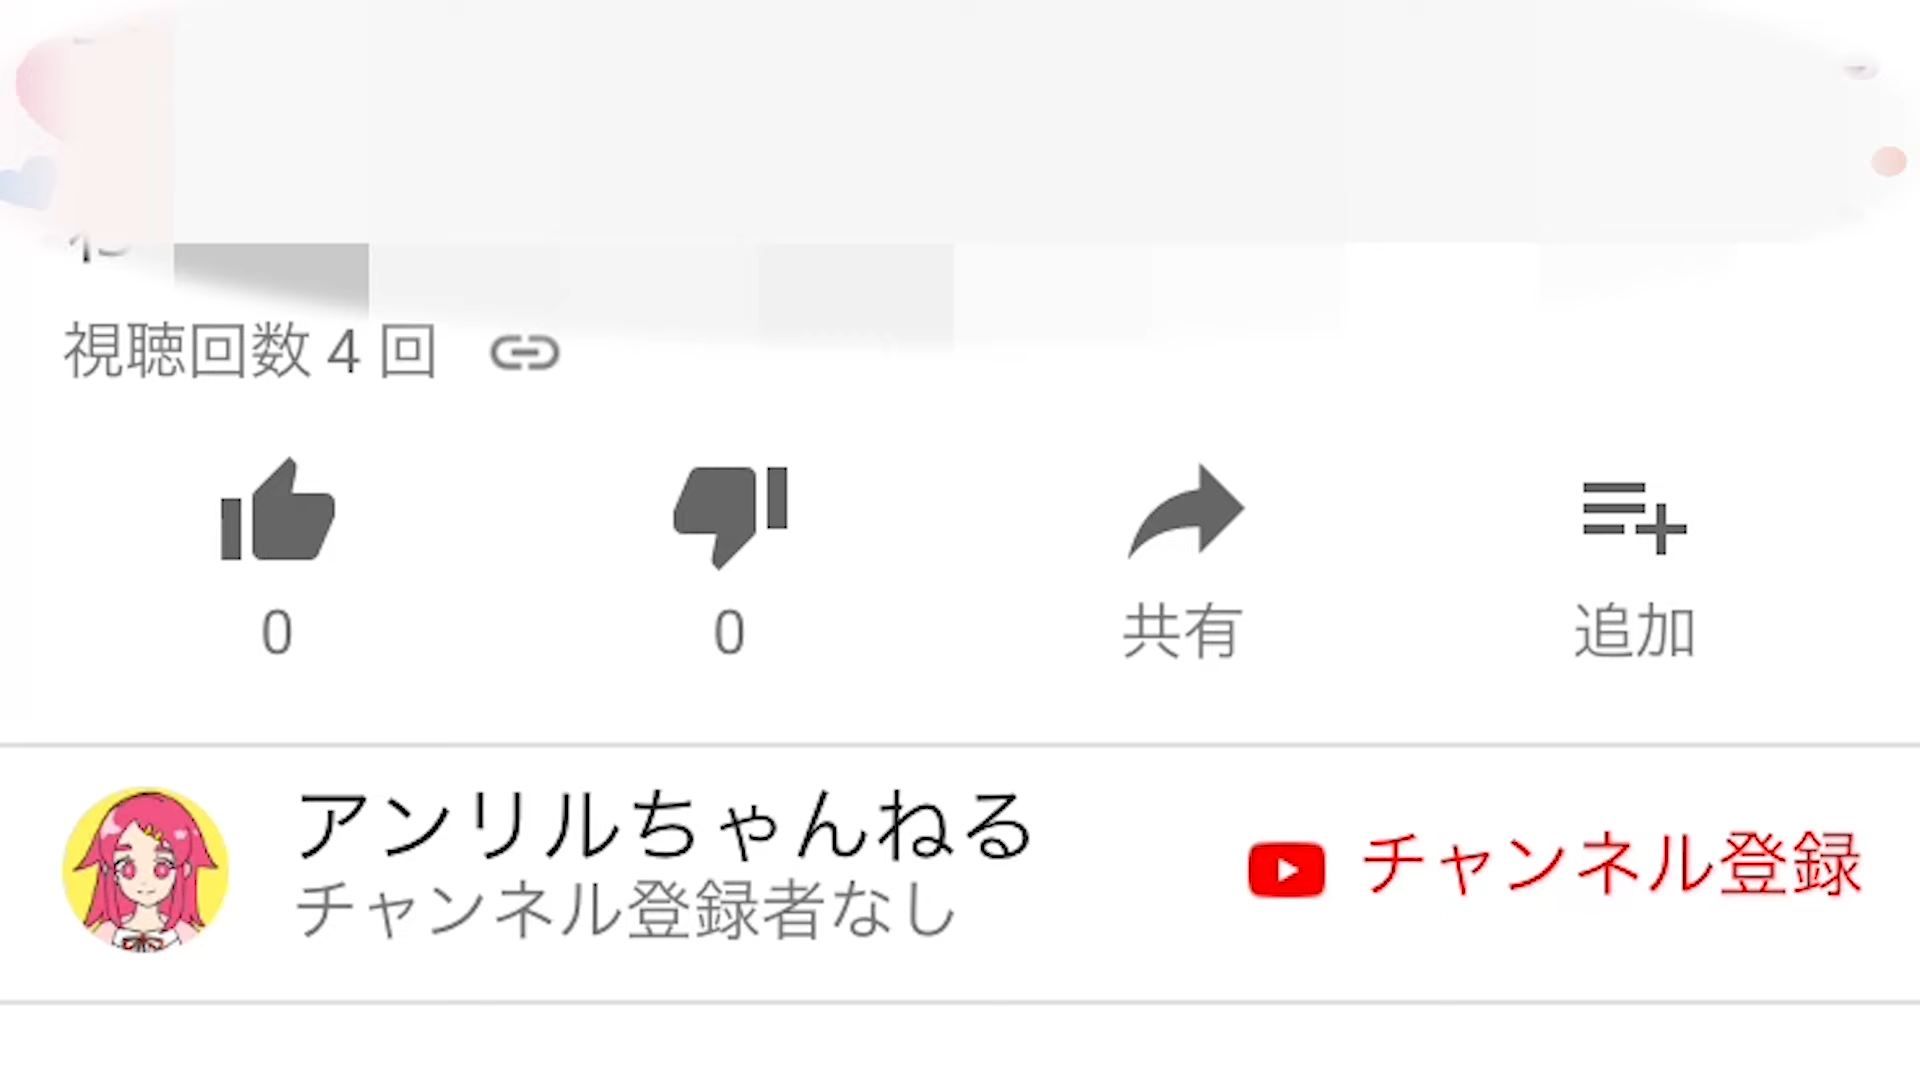 視聴回数 4 回
0
0
共有
追加
アンリルちゃんねる
チャンネル登録者なし
チャンネル登録